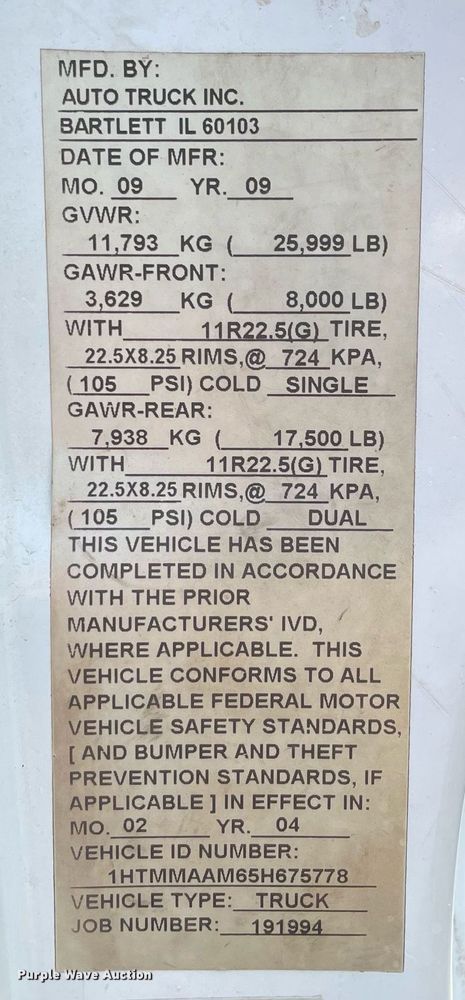 MFD. BY:
AUTO TRUCK INC.
BARTLETT IL 60103
DATE OF MFR:
MO. 09 YR. 09
GVWR:
11,793 KG ( 25,999 LB)
GAWR-FRONT:
3,629 KG ( 8,000 LB)
WITH 11R22.5(G) TIRE,
22.5X8.25 RIMS,@ 724 KPA,
(105 PSI) COLD SINGLE
GAWR-REAR:
7,938 KG ( 17,500 LB)
WITH 11R22.5(G) TIRE,
22.5X8.25 RIMS,@ 724 KPA,
(105 PSI) COLD DUAL
THIS VEHICLE HAS BEEN
COMPLETED IN ACCORDANCE
WITH THE PRIOR
MANUFACTURERS' IVD,
WHERE APPLICABLE. THIS
VEHICLE CONFORMS TO ALL
APPLICABLE FEDERAL MOTOR
VEHICLE SAFETY STANDARDS,
[ AND BUMPER AND THEFT
PREVENTION STANDARDS, IF
APPLICABLE ] IN EFFECT IN:
MO. 02 YR. 04
VEHICLE ID NUMBER:
1HTMMAAM65H675778
VEHICLE TYPE: TRUCK
JOB NUMBER: 191994
Purple Wave Auction